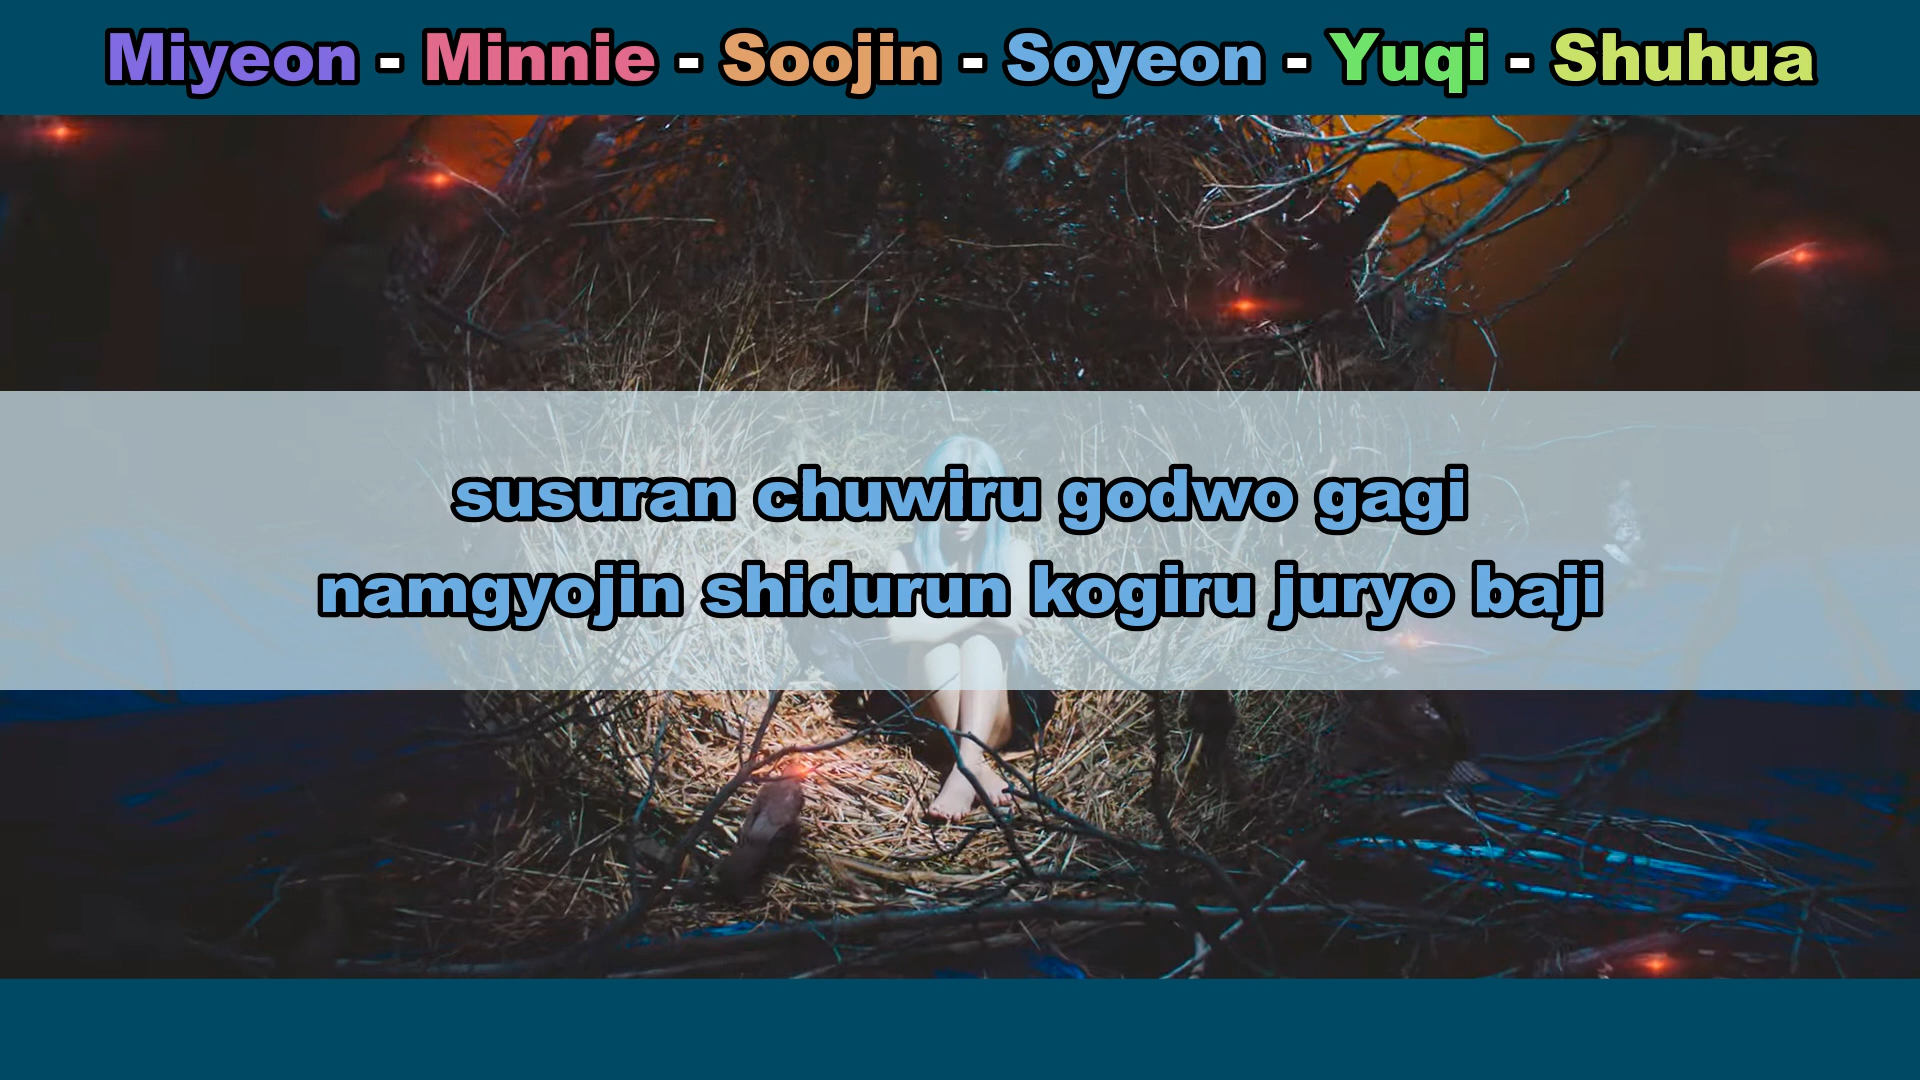 Miyeon - Minnie - Soojin - Soyeon - Yuqi - Shuhua
susuran chuwiru godwo gagi
namgyojin shidurun kogiru juryo baji